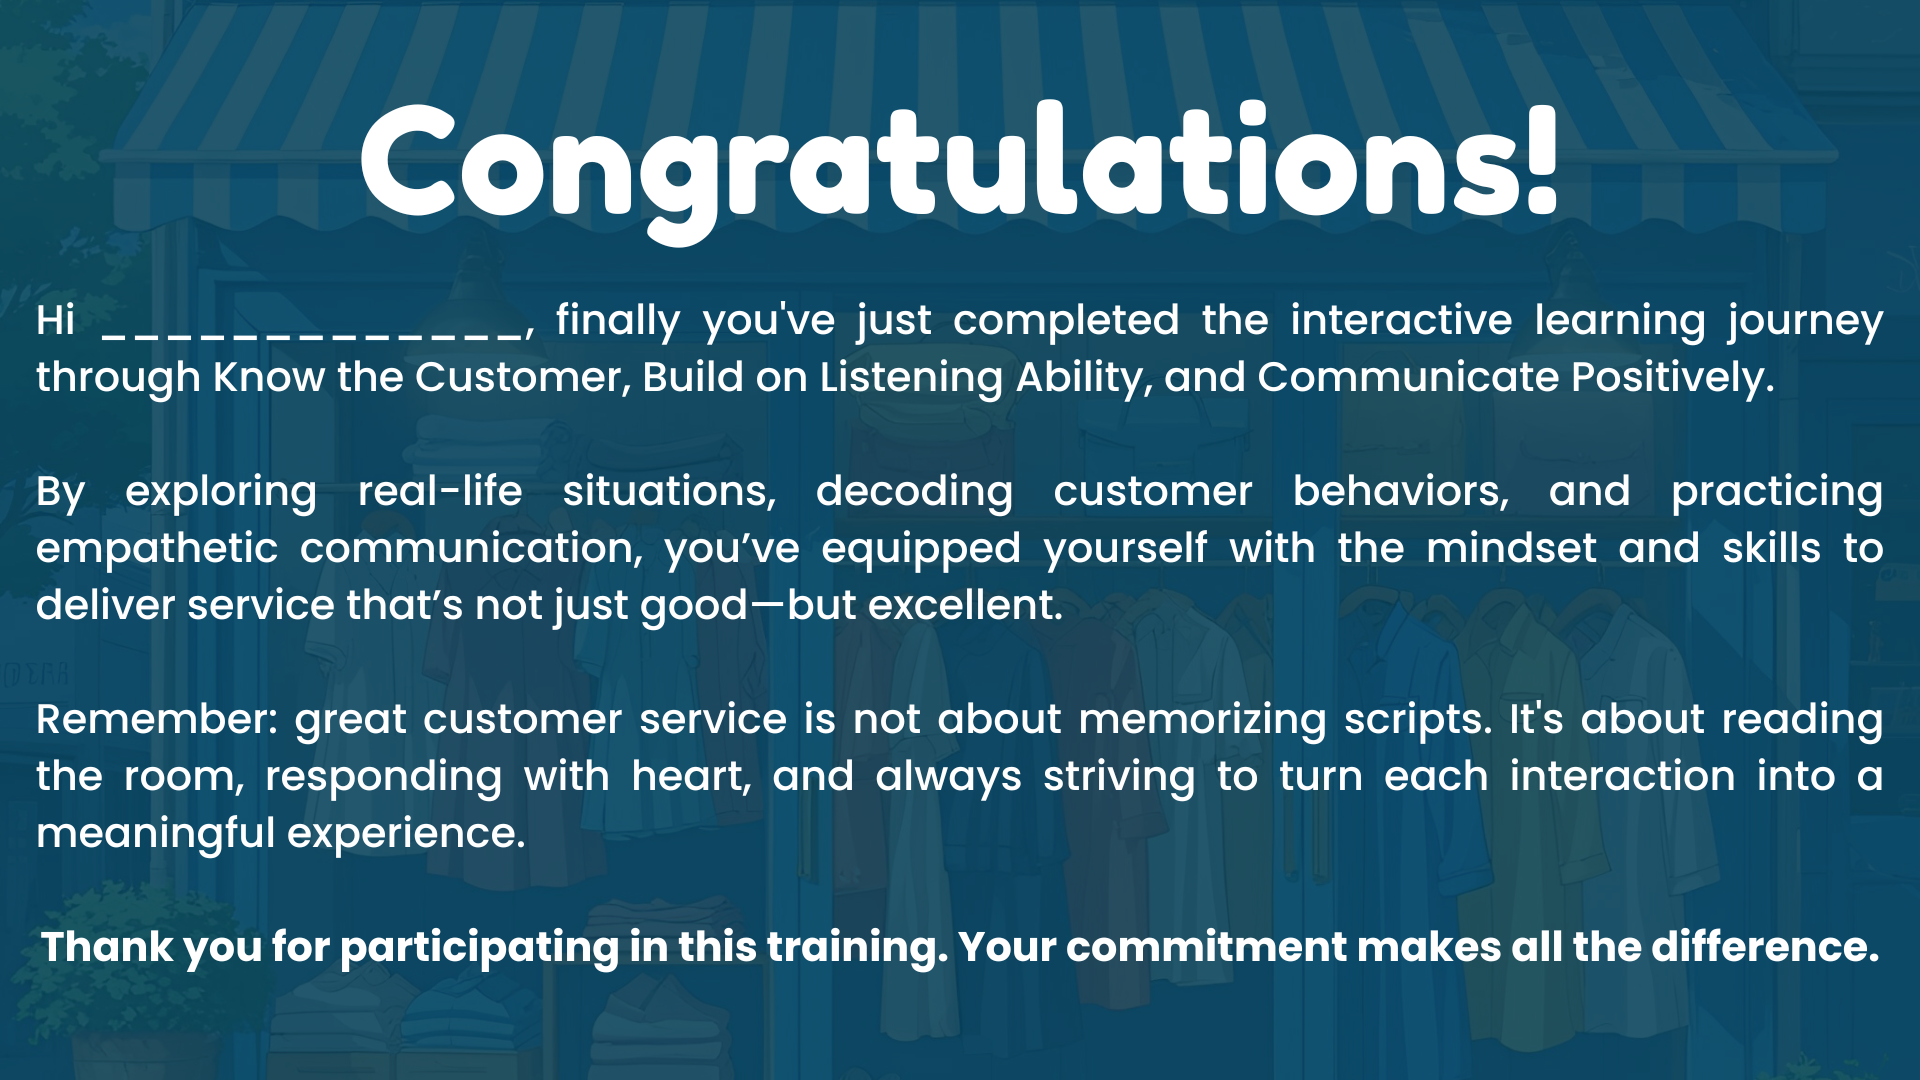 Congratulations!
Hi _ _ _ _ _ _ _ _ _ _ _ _ _, finally you've just completed the interactive learning journey
through Know the Customer, Build on Listening Ability, and Communicate Positively.
By exploring real-life situations, decoding customer behaviors, and practicing
empathetic communication, you’ve equipped yourself with the mindset and skills to
deliver service that’s not just good—but excellent.
Remember: great customer service is not about memorizing scripts. It's about reading
the room, responding with heart, and always striving to turn each interaction into a
meaningful experience.
Thank you for participating in this training. Your commitment makes all the difference.